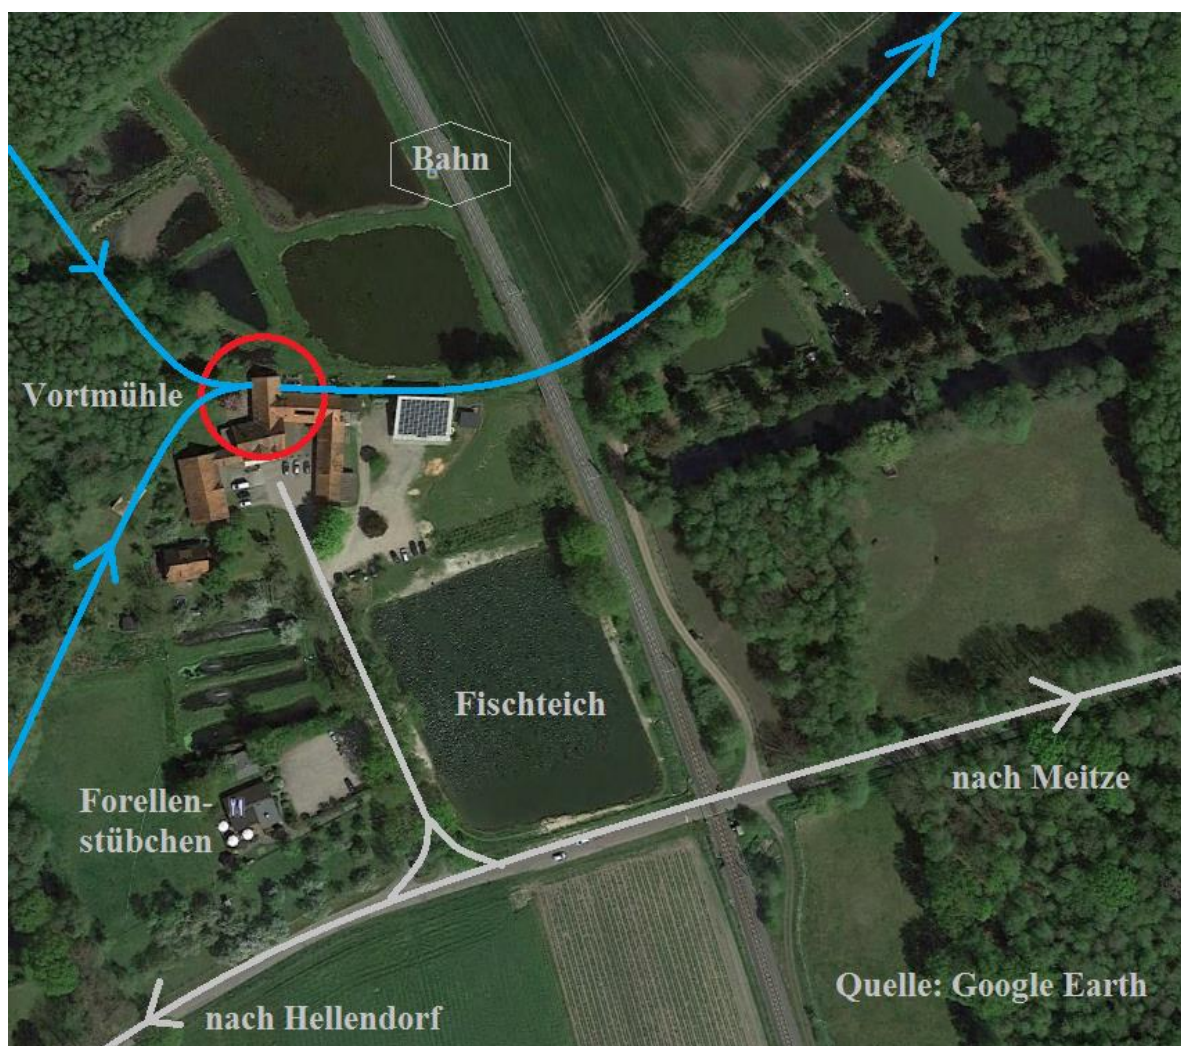 Bahn
Vortmühle
Fischteich
nach Meitze
Forellen-
stübchen
Quelle: Google Earth
nach Hellendorf